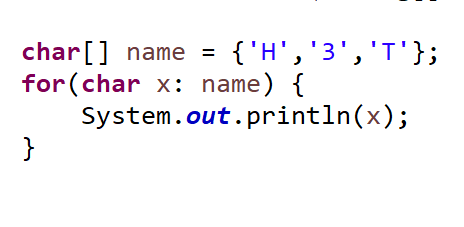 char[] name = {'H','3','T'};
for(char x: name) {
    System.out.println(x);
}